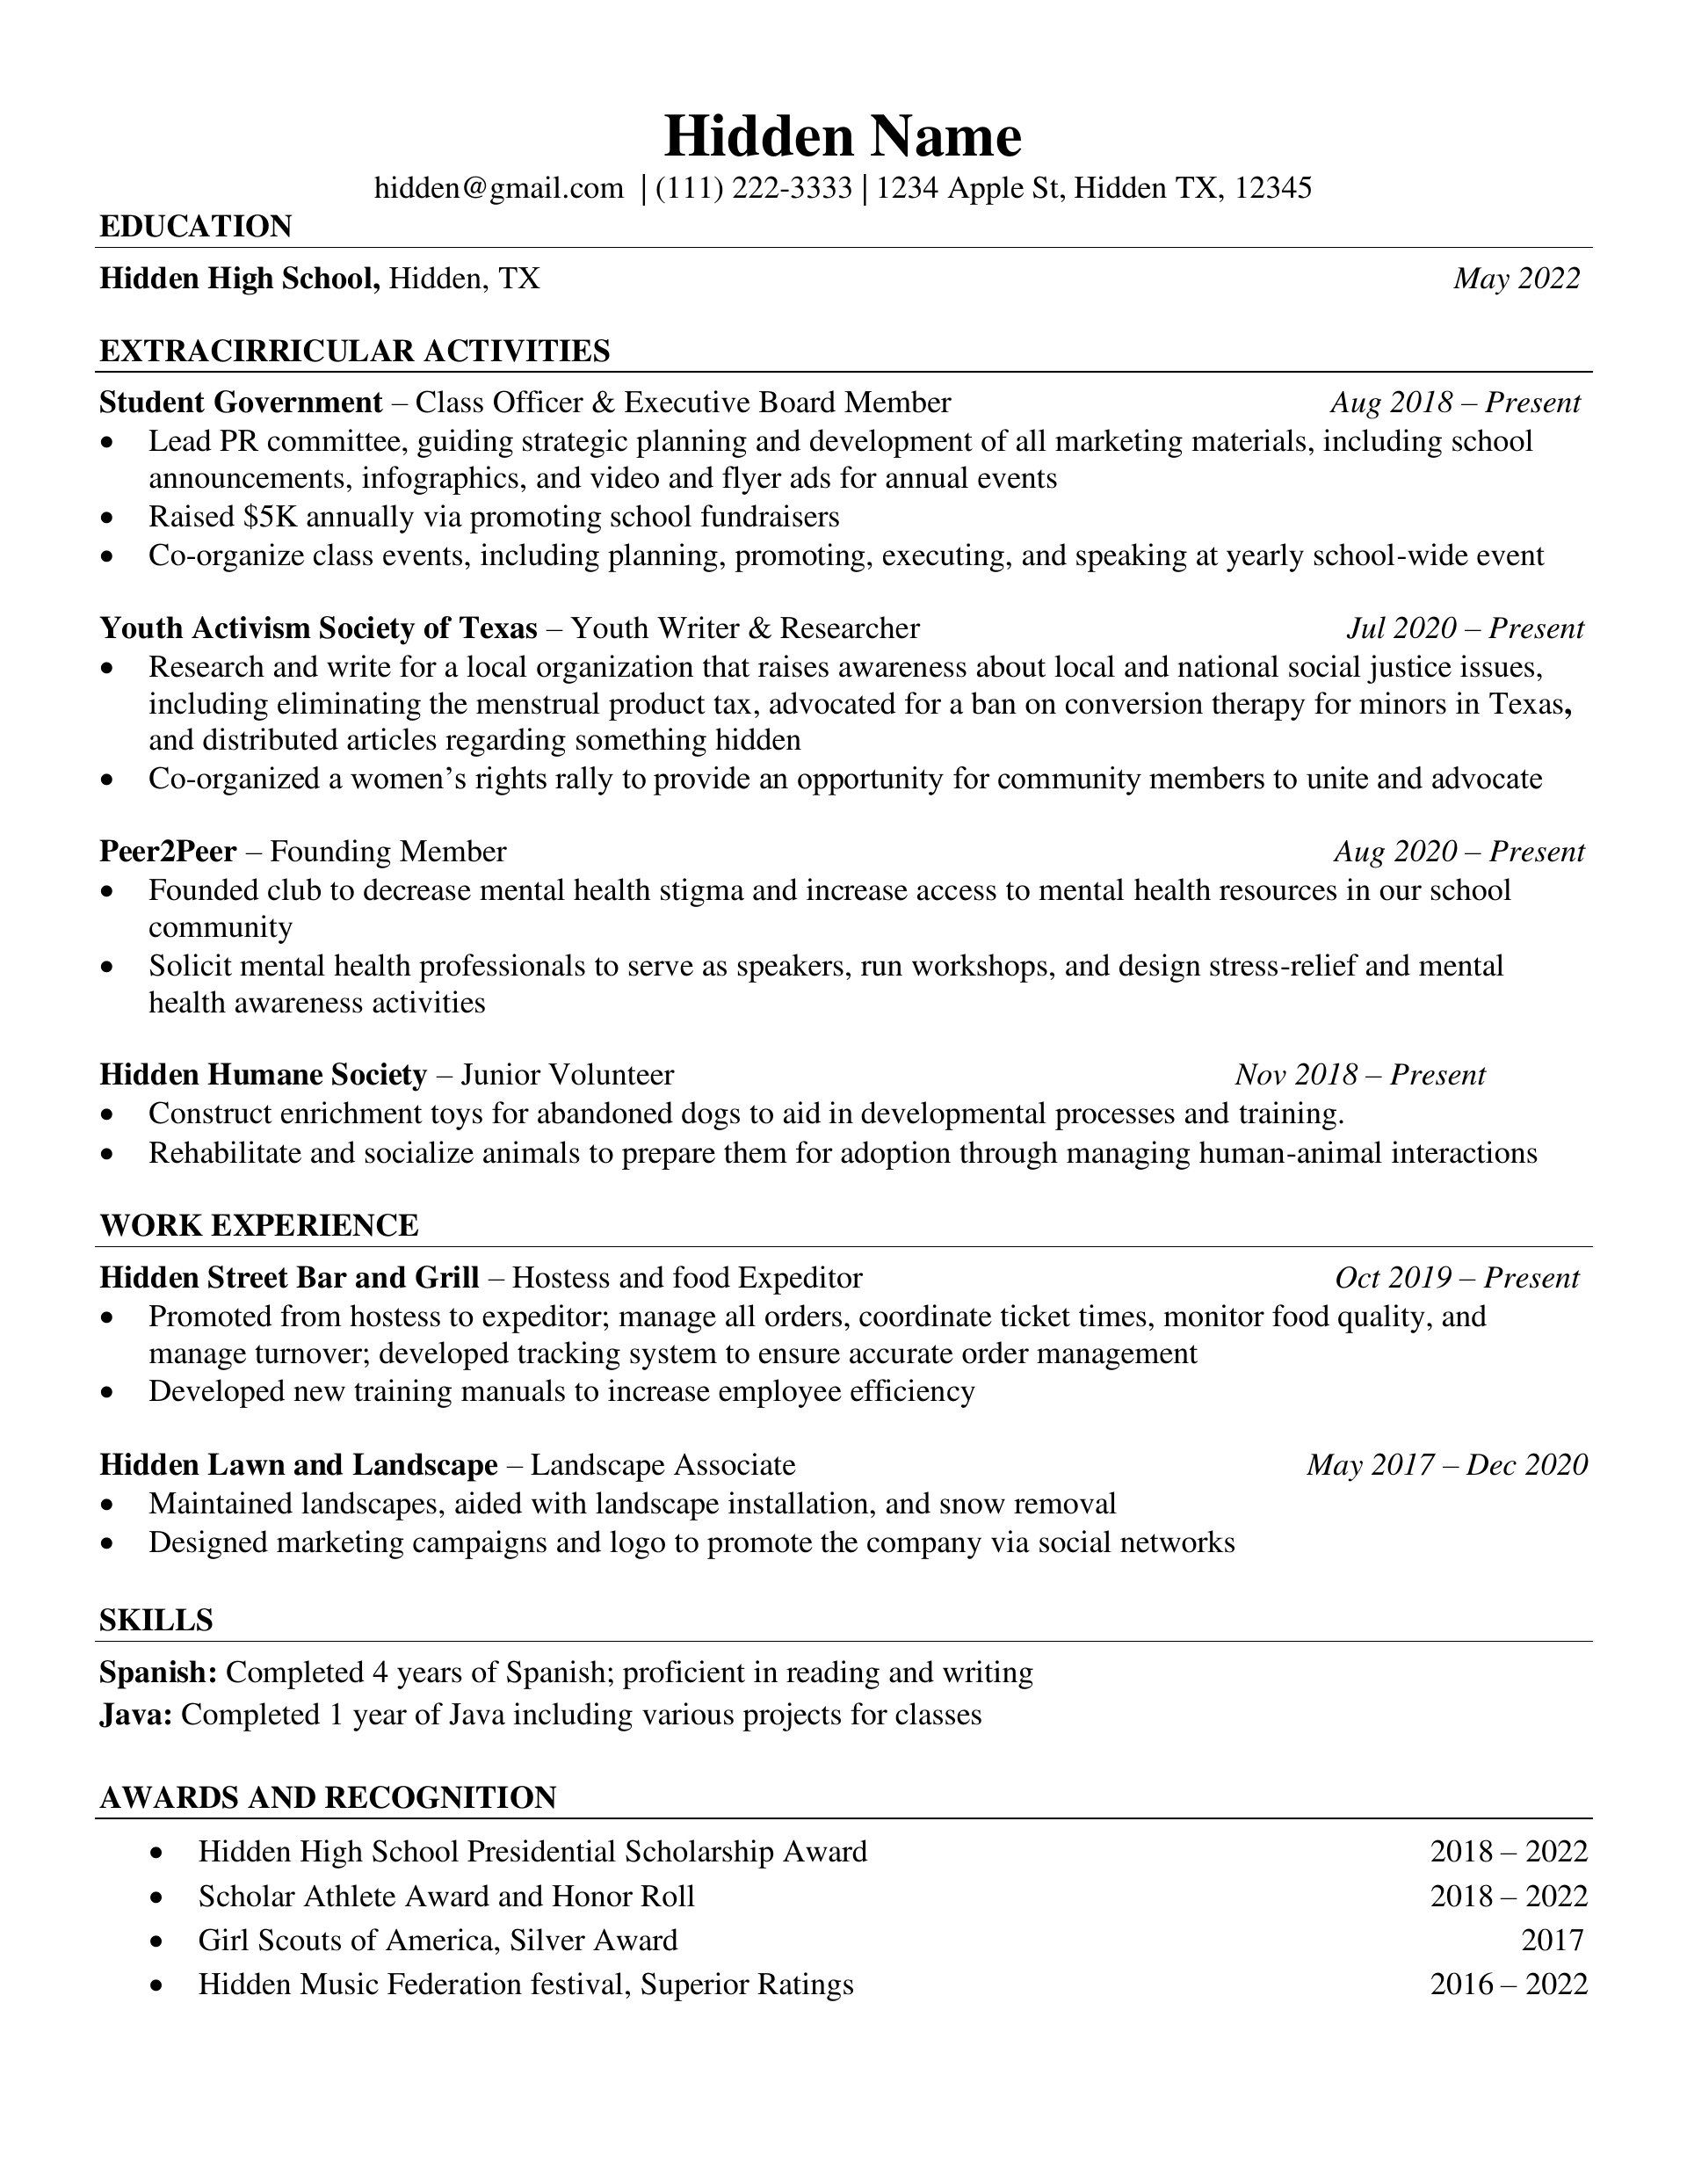 Hidden Name
hidden@gmail.com | (111) 222-3333 | 1234 Apple St, Hidden TX, 12345
EDUCATION
Hidden High School, Hidden, TX May 2022
EXTRACIRRICULAR ACTIVITIES
Student Government – Class Officer & Executive Board Member Aug 2018 – Present
• Lead PR committee, guiding strategic planning and development of all marketing materials, including school
announcements, infographics, and video and flyer ads for annual events
• Raised $5K annually via promoting school fundraisers
• Co-organize class events, including planning, promoting, executing, and speaking at yearly school-wide event
Youth Activism Society of Texas – Youth Writer & Researcher Jul 2020 – Present
• Research and write for a local organization that raises awareness about local and national social justice issues,
including eliminating the menstrual product tax, advocated for a ban on conversion therapy for minors in Texas,
and distributed articles regarding something hidden
• Co-organized a women’s rights rally to provide an opportunity for community members to unite and advocate
Peer2Peer – Founding Member Aug 2020 – Present
• Founded club to decrease mental health stigma and increase access to mental health resources in our school
community
• Solicit mental health professionals to serve as speakers, run workshops, and design stress-relief and mental
health awareness activities
Hidden Humane Society – Junior Volunteer Nov 2018 – Present
• Construct enrichment toys for abandoned dogs to aid in developmental processes and training.
• Rehabilitate and socialize animals to prepare them for adoption through managing human-animal interactions
WORK EXPERIENCE
Hidden Street Bar and Grill – Hostess and food Expeditor Oct 2019 – Present
• Promoted from hostess to expeditor; manage all orders, coordinate ticket times, monitor food quality, and
manage turnover; developed tracking system to ensure accurate order management
• Developed new training manuals to increase employee efficiency
Hidden Lawn and Landscape – Landscape Associate May 2017 – Dec 2020
• Maintained landscapes, aided with landscape installation, and snow removal
• Designed marketing campaigns and logo to promote the company via social networks
SKILLS
Spanish: Completed 4 years of Spanish; proficient in reading and writing
Java: Completed 1 year of Java including various projects for classes
AWARDS AND RECOGNITION
• Hidden High School Presidential Scholarship Award 2018 – 2022
• Scholar Athlete Award and Honor Roll 2018 – 2022
• Girl Scouts of America, Silver Award 2017
• Hidden Music Federation festival, Superior Ratings 2016 – 2022